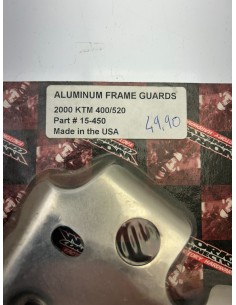 ALUMINUM FRAME GUARDS
2000 KTM 400/520
Part # 15-450
Made in the USA
49,90